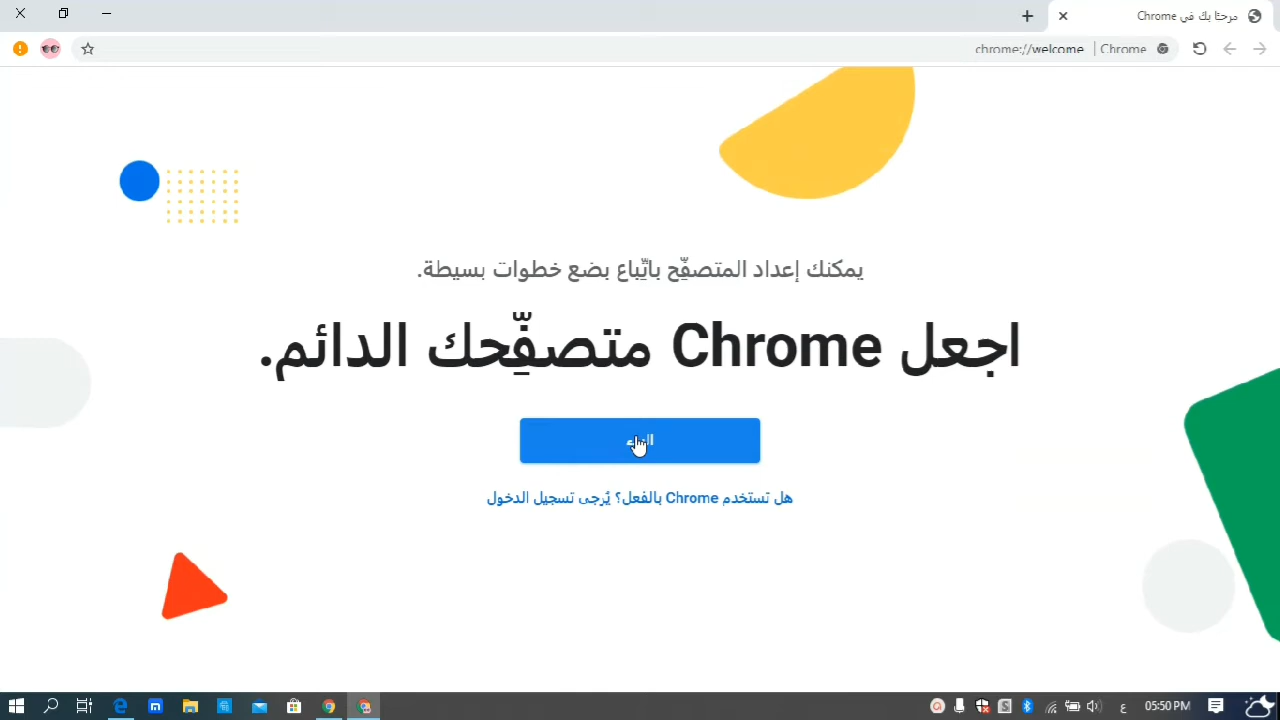 مرحبًا بك في Chrome
Chrome | chrome://welcome
يمكنك إعداد المتصفِّح باتِّباع بضع خطوات بسيطة.
اجعل Chrome متصفِّحك الدائم.
هل تستخدم Chrome بالفعل؟ يُرجى تسجيل الدخول
ع
05:50 PM